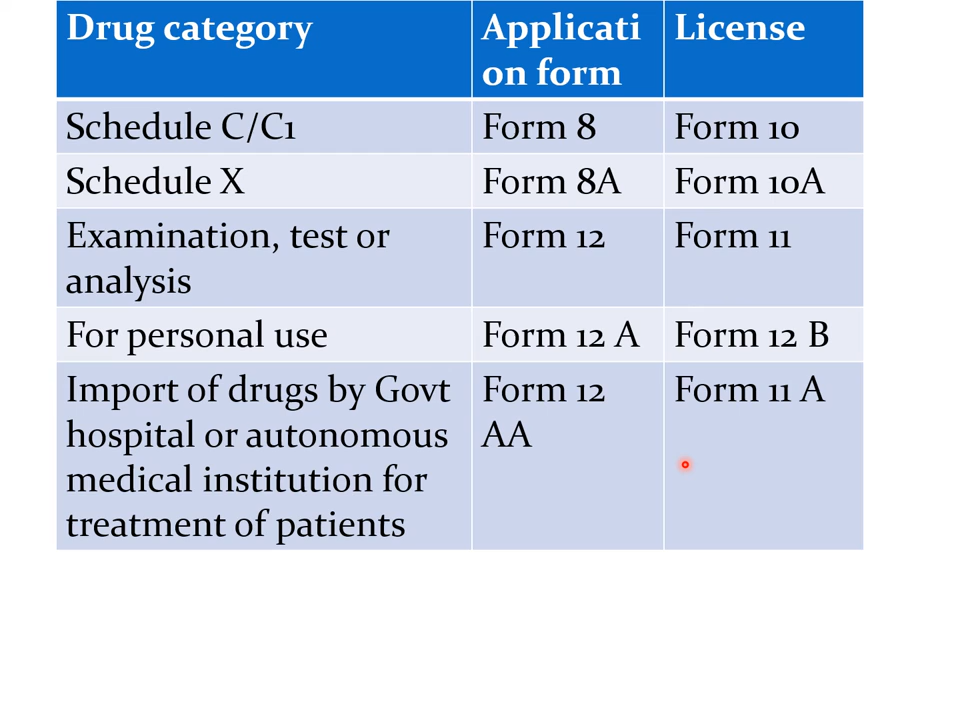 Drug category
Applicati
on form
License
Schedule C/C1
Form 8
Form 10
Schedule X
Form 8A
Form 10A
Examination, test or
analysis
Form 12
Form 11
For personal use
Form 12 A
Form 12 B
Import of drugs by Govt
hospital or autonomous
medical institution for
treatment of patients
Form 12
AA
Form 11 A